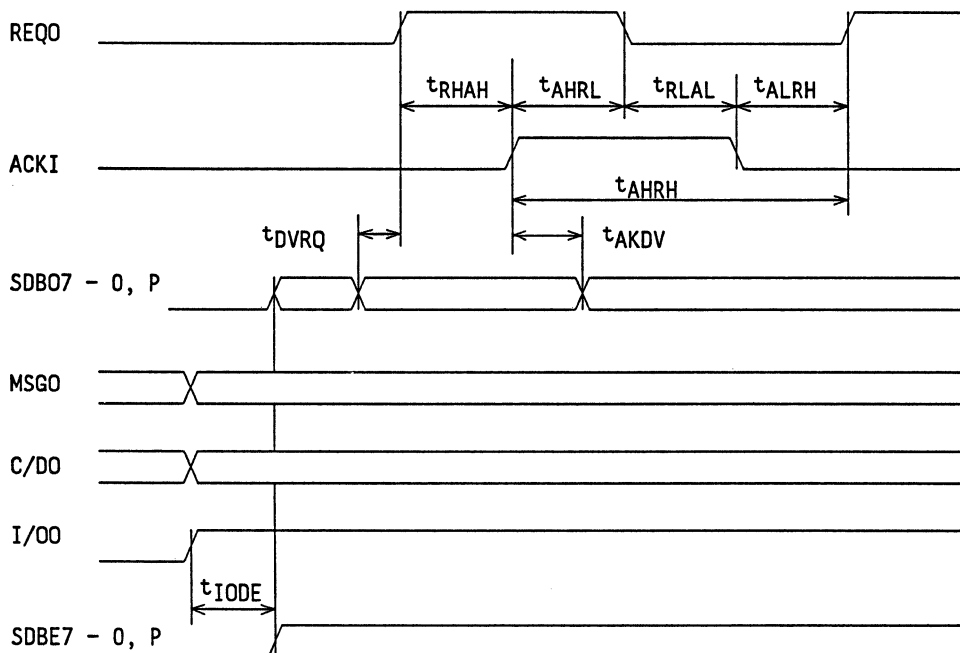 REQO
tRHAH tAHRL tRLAL tALRH
ACKI
tAHRH
tDVRQ tAKDV
SDBO7 - 0, P
MSGO
C/DO
I/OO
tIODE
SDBE7 - 0, P